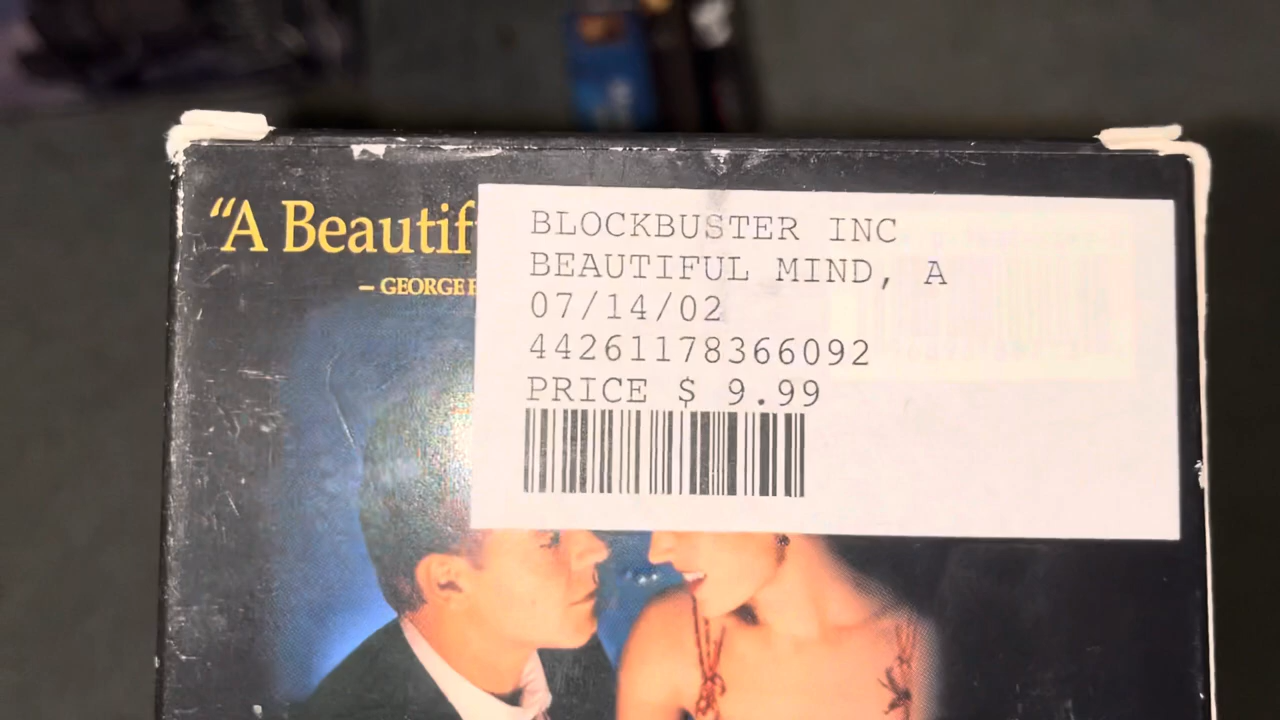 “A Beautif
– GEORGE
BLOCKBUSTER INC
BEAUTIFUL MIND, A
07/14/02
44261178366092
PRICE $ 9.99